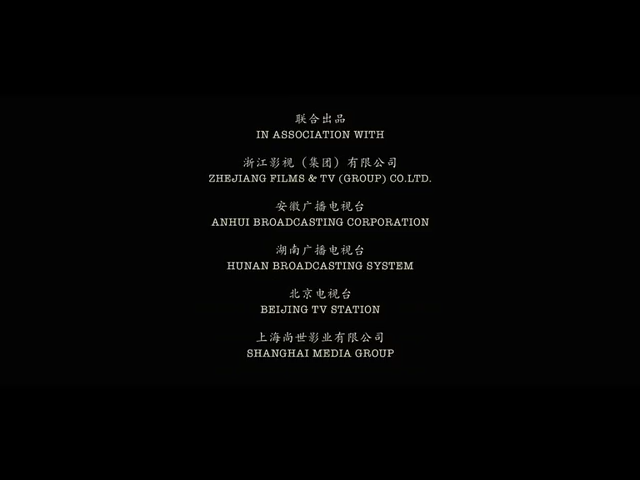 联合出品
IN ASSOCIATION WITH
浙江影视（集团）有限公司
ZHEJIANG FILMS & TV (GROUP) CO.LTD.
安徽广播电视台
ANHUI BROADCASTING CORPORATION
湖南广播电视台
HUNAN BROADCASTING SYSTEM
北京电视台
BEIJING TV STATION
上海尚世影业有限公司
SHANGHAI MEDIA GROUP